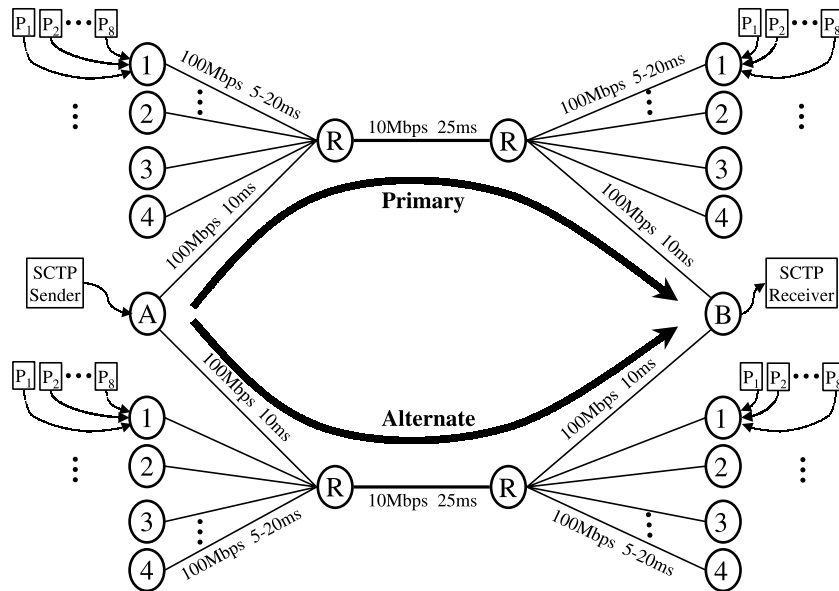 P1 P2 ••• P8
P1 P2 ••• P8
1
100Mbps 5-20ms
100Mbps 5-20ms
1
2
2
R
10Mbps 25ms
R
3
3
4
4
100Mbps 10ms
Primary
100Mbps 10ms
SCTP
Sender
A
B
SCTP
Receiver
P1 P2 ••• P8
100Mbps 10ms
100Mbps 10ms
P1 P2 ••• P8
1
Alternate
1
2
2
R
10Mbps 25ms
R
3
3
4
100Mbps 5-20ms
100Mbps 5-20ms
4